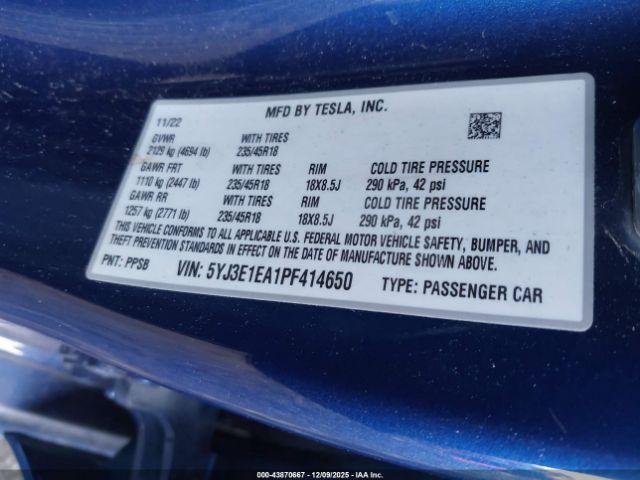 MFD BY TESLA, INC.
11/22
GVWR WITH TIRES
2129 kg (4694 lb) 235/45R18
GAWR FRT WITH TIRES RIM COLD TIRE PRESSURE
1110 kg (2447 lb) 235/45R18 18X8.5J 290 kPa, 42 psi
GAWR RR WITH TIRES RIM COLD TIRE PRESSURE
1257 kg (2771 lb) 235/45R18 18X8.5J 290 kPa, 42 psi
THIS VEHICLE CONFORMS TO ALL APPLICABLE U.S. FEDERAL MOTOR VEHICLE SAFETY, BUMPER, AND
THEFT PREVENTION STANDARDS IN EFFECT ON THE DATE OF MANUFACTURE SHOWN ABOVE.
PNT: PPSB VIN: 5YJ3E1EA1PF414650 TYPE: PASSENGER CAR
00-43870667 - 12/09/2025 - IAA Inc.